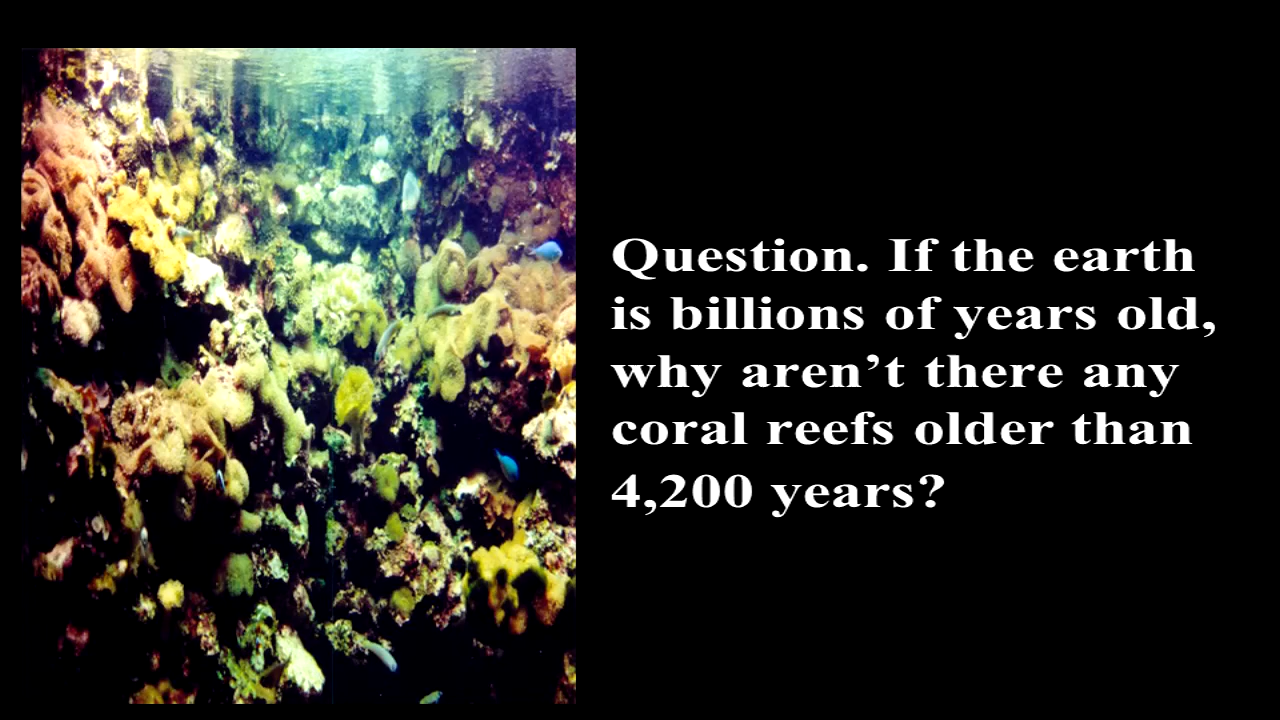 Question. If the earth
is billions of years old,
why aren’t there any
coral reefs older than
4,200 years?